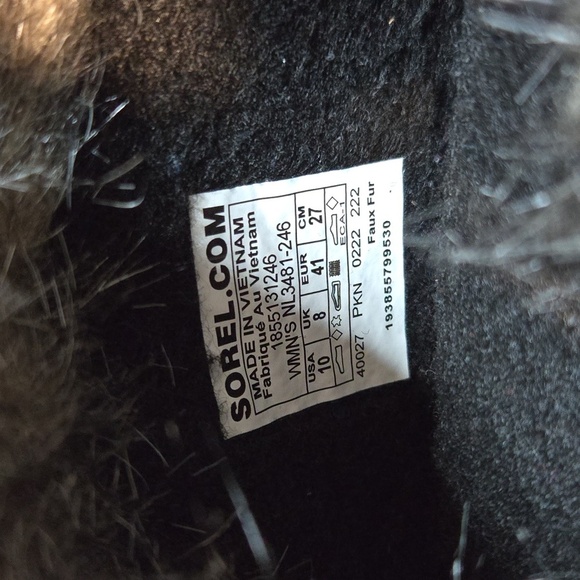 SOREL.COM
MADE IN VIETNAM
Fabriqué Au Vietnam
1855131246
WMN'S NL3481-246
USA UK EUR CM
10 8 41 27
ECA-1
40027 PKN 0222 222
Faux Fur
193855799530